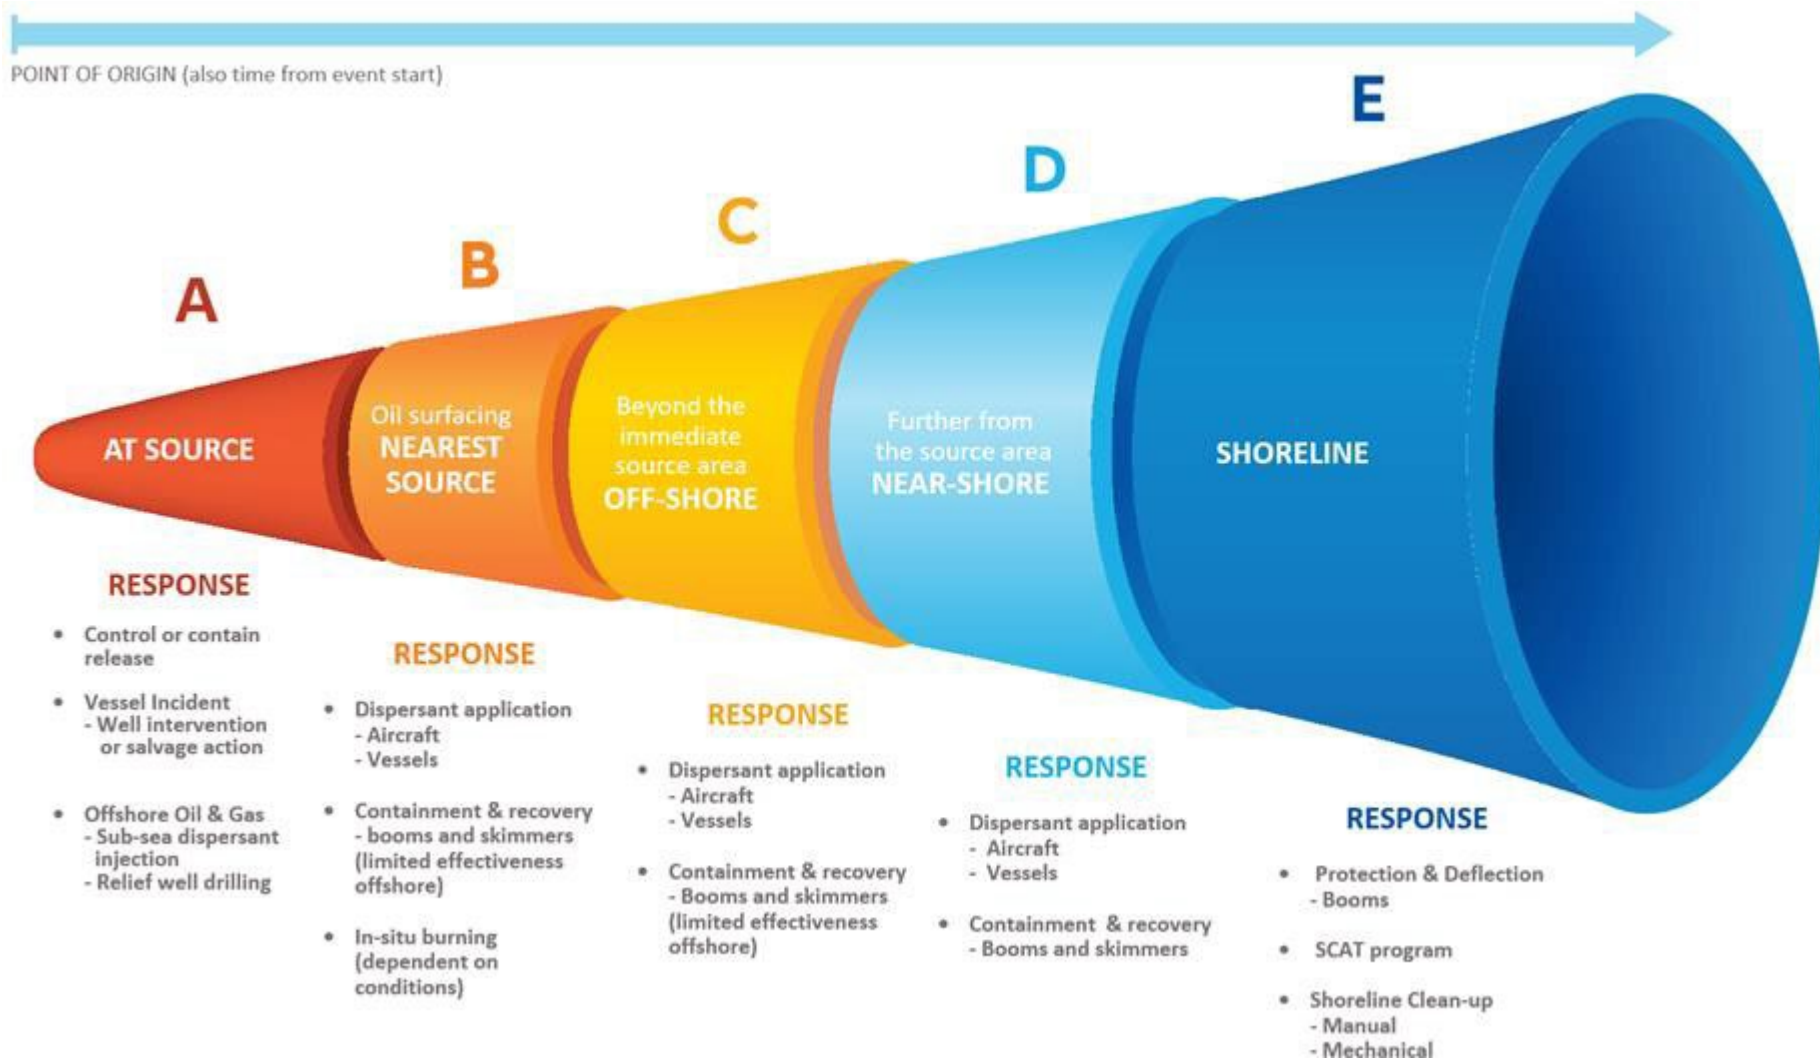 POINT OF ORIGIN (also time from event start)
A
AT SOURCE
RESPONSE
• Control or contain
release
• Vessel Incident
- Well intervention
or salvage action
• Offshore Oil & Gas
- Sub-sea dispersant
injection
- Relief well drilling
B
Oil surfacing
NEAREST
SOURCE
RESPONSE
• Dispersant application
- Aircraft
- Vessels
• Containment & recovery
- booms and skimmers
(limited effectiveness
offshore)
• In-situ burning
(dependent on
conditions)
C
Beyond the
immediate
source area
OFF-SHORE
RESPONSE
• Dispersant application
- Aircraft
- Vessels
• Containment & recovery
- Booms and skimmers
(limited effectiveness
offshore)
D
Further from
the source area
NEAR-SHORE
RESPONSE
• Dispersant application
- Aircraft
- Vessels
• Containment & recovery
- Booms and skimmers
E
SHORELINE
RESPONSE
• Protection & Deflection
- Booms
• SCAT program
• Shoreline Clean-up
- Manual
- Mechanical